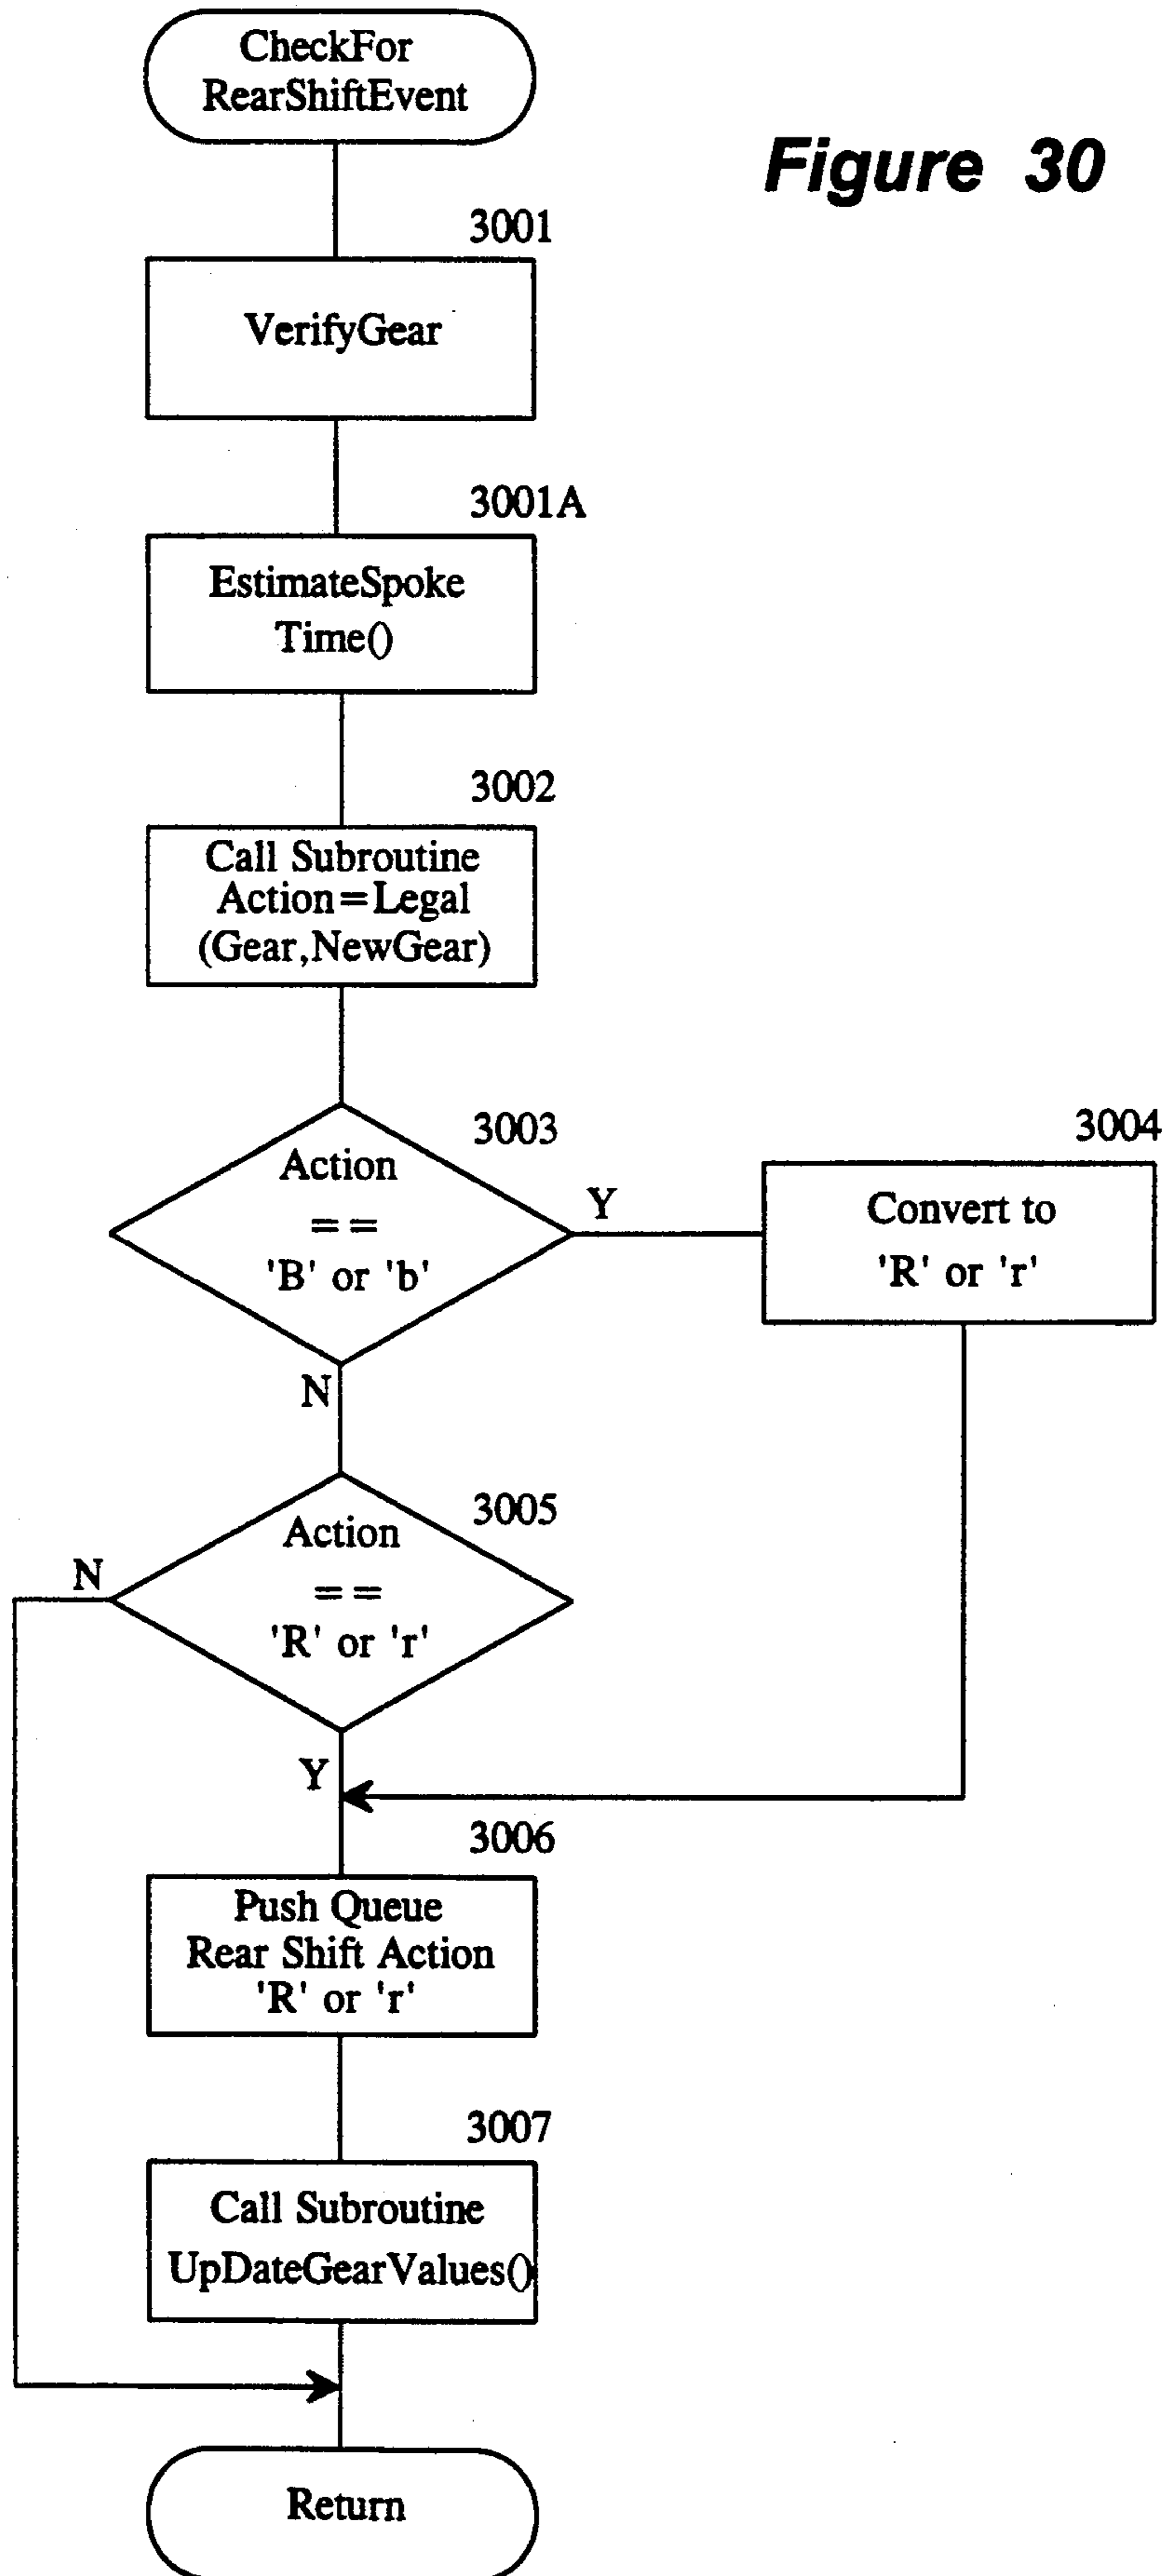 CheckFor
RearShiftEvent
Figure 30
3001
VerifyGear
3001A
EstimateSpoke
Time()
3002
Call Subroutine
Action=Legal
(Gear,NewGear)
3003
Action
==
'B' or 'b'
Y
3004
Convert to
'R' or 'r'
N
3005
Action
==
'R' or 'r'
N
Y
3006
Push Queue
Rear Shift Action
'R' or 'r'
3007
Call Subroutine
UpDateGearValues()
Return